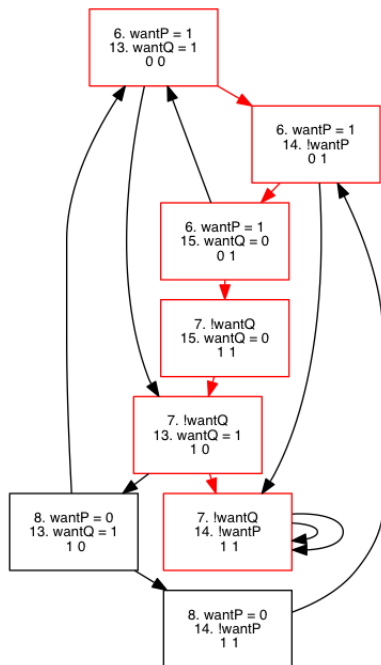 6. wantP = 1
13. wantQ = 1
0 0
6. wantP = 1
14. !wantP
0 1
6. wantP = 1
15. wantQ = 0
0 1
7. !wantQ
15. wantQ = 0
1 1
7. !wantQ
13. wantQ = 1
1 0
8. wantP = 0
13. wantQ = 1
1 0
7. !wantQ
14. !wantP
1 1
8. wantP = 0
14. !wantP
1 1